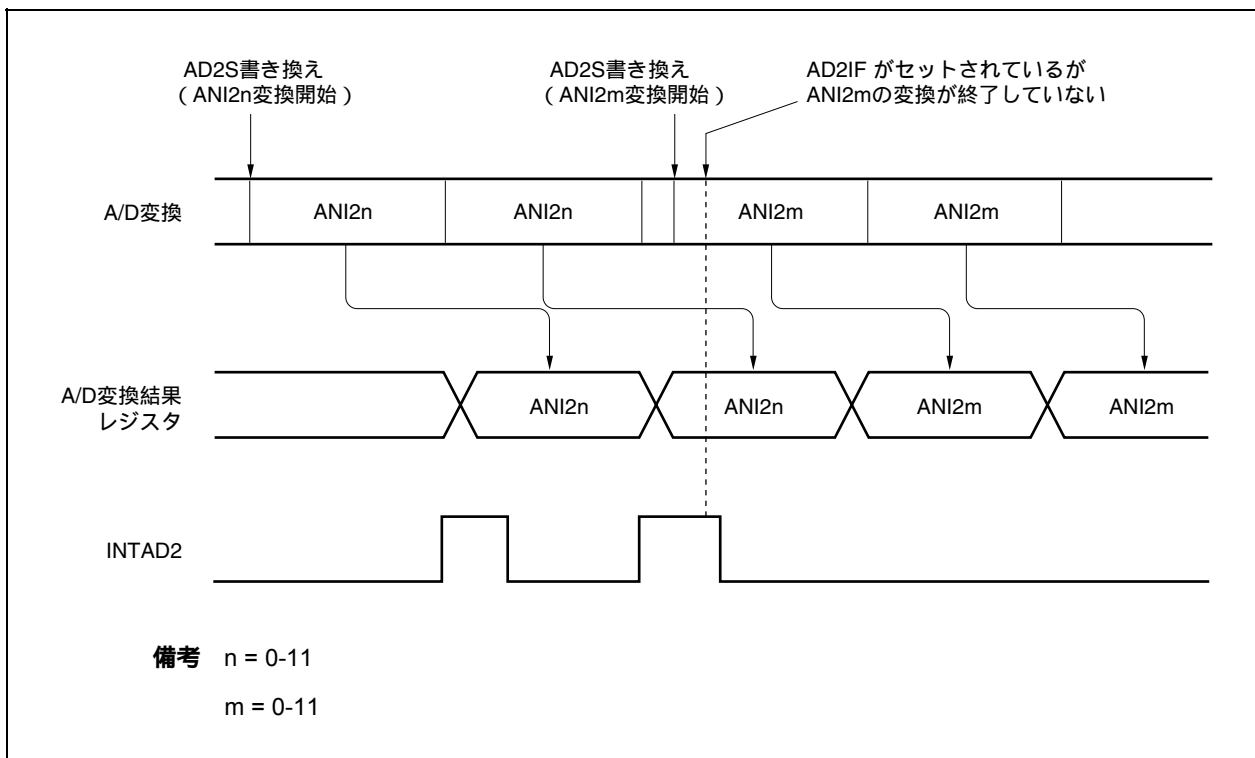 AD2S書き換え
( ANI2n変換開始 )
AD2S書き換え
( ANI2m変換開始 )
AD2IF がセットされているが
ANI2mの変換が終了していない
A/D変換
ANI2n
ANI2n
ANI2m
ANI2m
A/D変換結果
レジスタ
ANI2n
ANI2n
ANI2m
ANI2m
INTAD2
備考 n = 0-11
m = 0-11